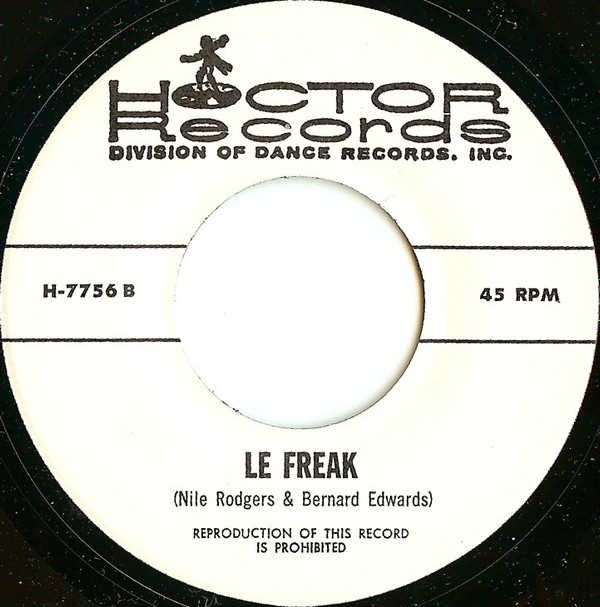 HOCTOR
Records
DIVISION OF DANCE RECORDS, INC.
H-7756 B
45 RPM
LE FREAK
(Nile Rodgers & Bernard Edwards)
REPRODUCTION OF THIS RECORD
IS PROHIBITED